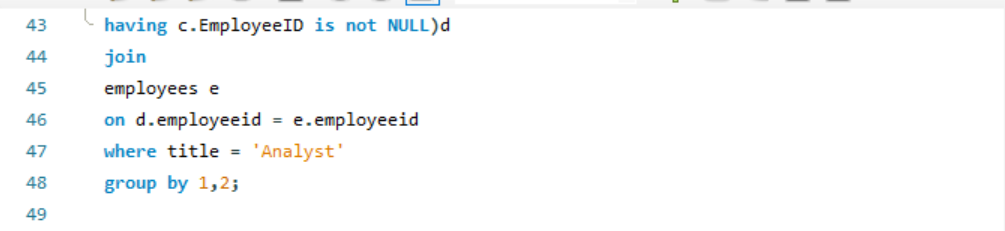 43 having c.EmployeeID is not NULL)d
44 join
45 employees e
46 on d.employeeid = e.employeeid
47 where title = 'Analyst'
48 group by 1,2;
49